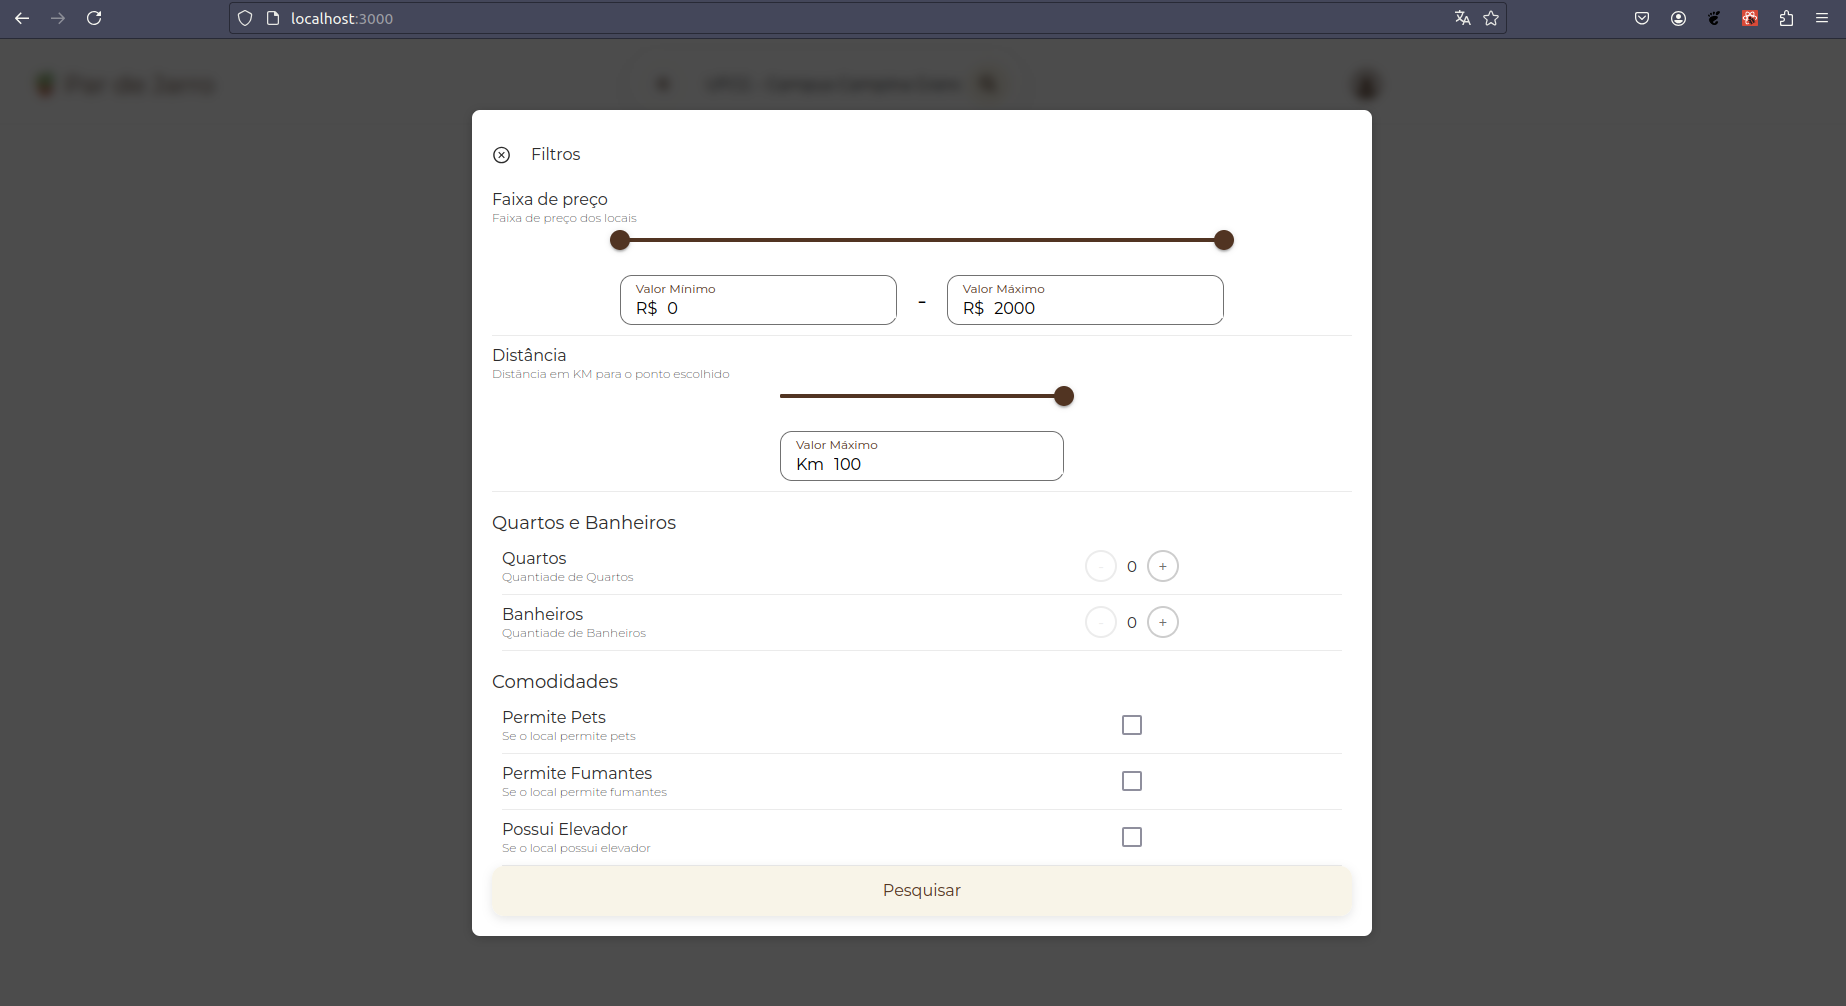 localhost:3000
Par de Jarro
Filtros
Faixa de preço
Faixa de preço dos locais
Valor Mínimo
Valor Máximo
R$ 0
-
R$ 2000
Distância
Distância em KM para o ponto escolhido
Valor Máximo
Km 100
Quartos e Banheiros
Quartos
Quantiade de Quartos
- 0 +
Banheiros
Quantiade de Banheiros
- 0 +
Comodidades
Permite Pets
Se o local permite pets
Permite Fumantes
Se o local permite fumantes
Possui Elevador
Se o local possui elevador
Pesquisar